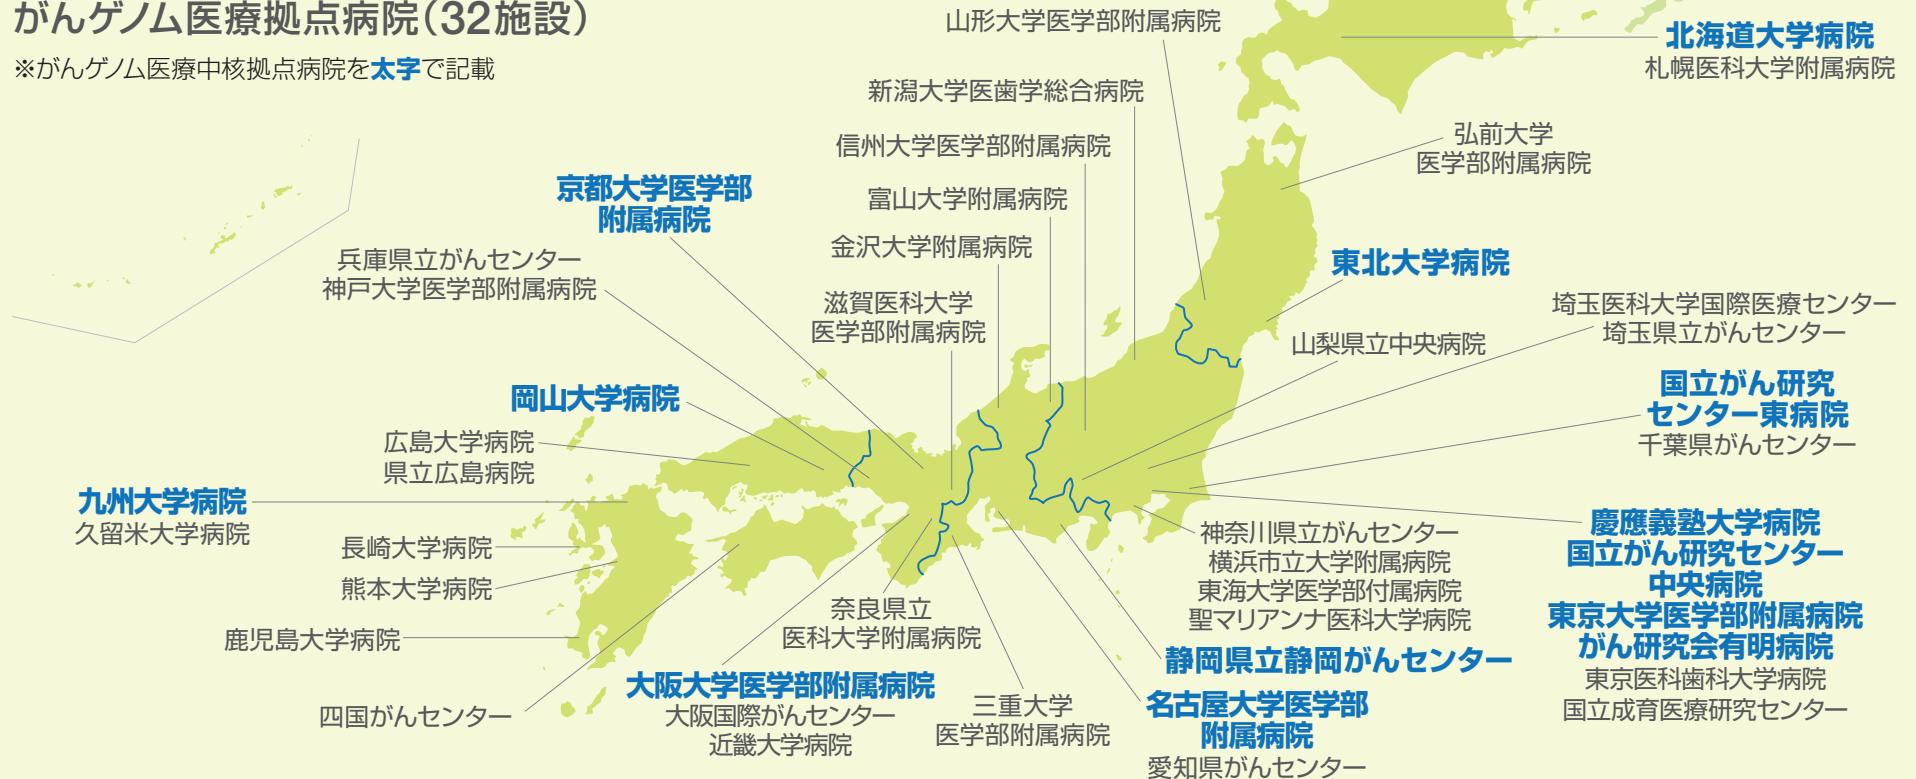 がんゲノム医療拠点病院（32施設）
※がんゲノム医療中核拠点病院を太字で記載
山形大学医学部附属病院
北海道大学病院
札幌医科大学附属病院
新潟大学医歯学総合病院
信州大学医学部附属病院
弘前大学
医学部附属病院
京都大学医学部
附属病院
富山大学附属病院
金沢大学附属病院
兵庫県立がんセンター
神戸大学医学部附属病院
東北大学病院
滋賀医科大学
医学部附属病院
埼玉医科大学国際医療センター
埼玉県立がんセンター
山梨県立中央病院
岡山大学病院
国立がん研究
センター東病院
千葉県がんセンター
広島大学病院
県立広島病院
九州大学病院
久留米大学病院
長崎大学病院
熊本大学病院
鹿児島大学病院
四国がんセンター
奈良県立
医科大学附属病院
大阪大学医学部附属病院
大阪国際がんセンター
近畿大学病院
三重大学
医学部附属病院
神奈川県立がんセンター
横浜市立大学附属病院
東海大学医学部付属病院
聖マリアンナ医科大学病院
静岡県立静岡がんセンター
名古屋大学医学部
附属病院
愛知県がんセンター
慶應義塾大学病院
国立がん研究センター
中央病院
東京大学医学部附属病院
がん研究会有明病院
東京医科歯科大学病院
国立成育医療研究センター